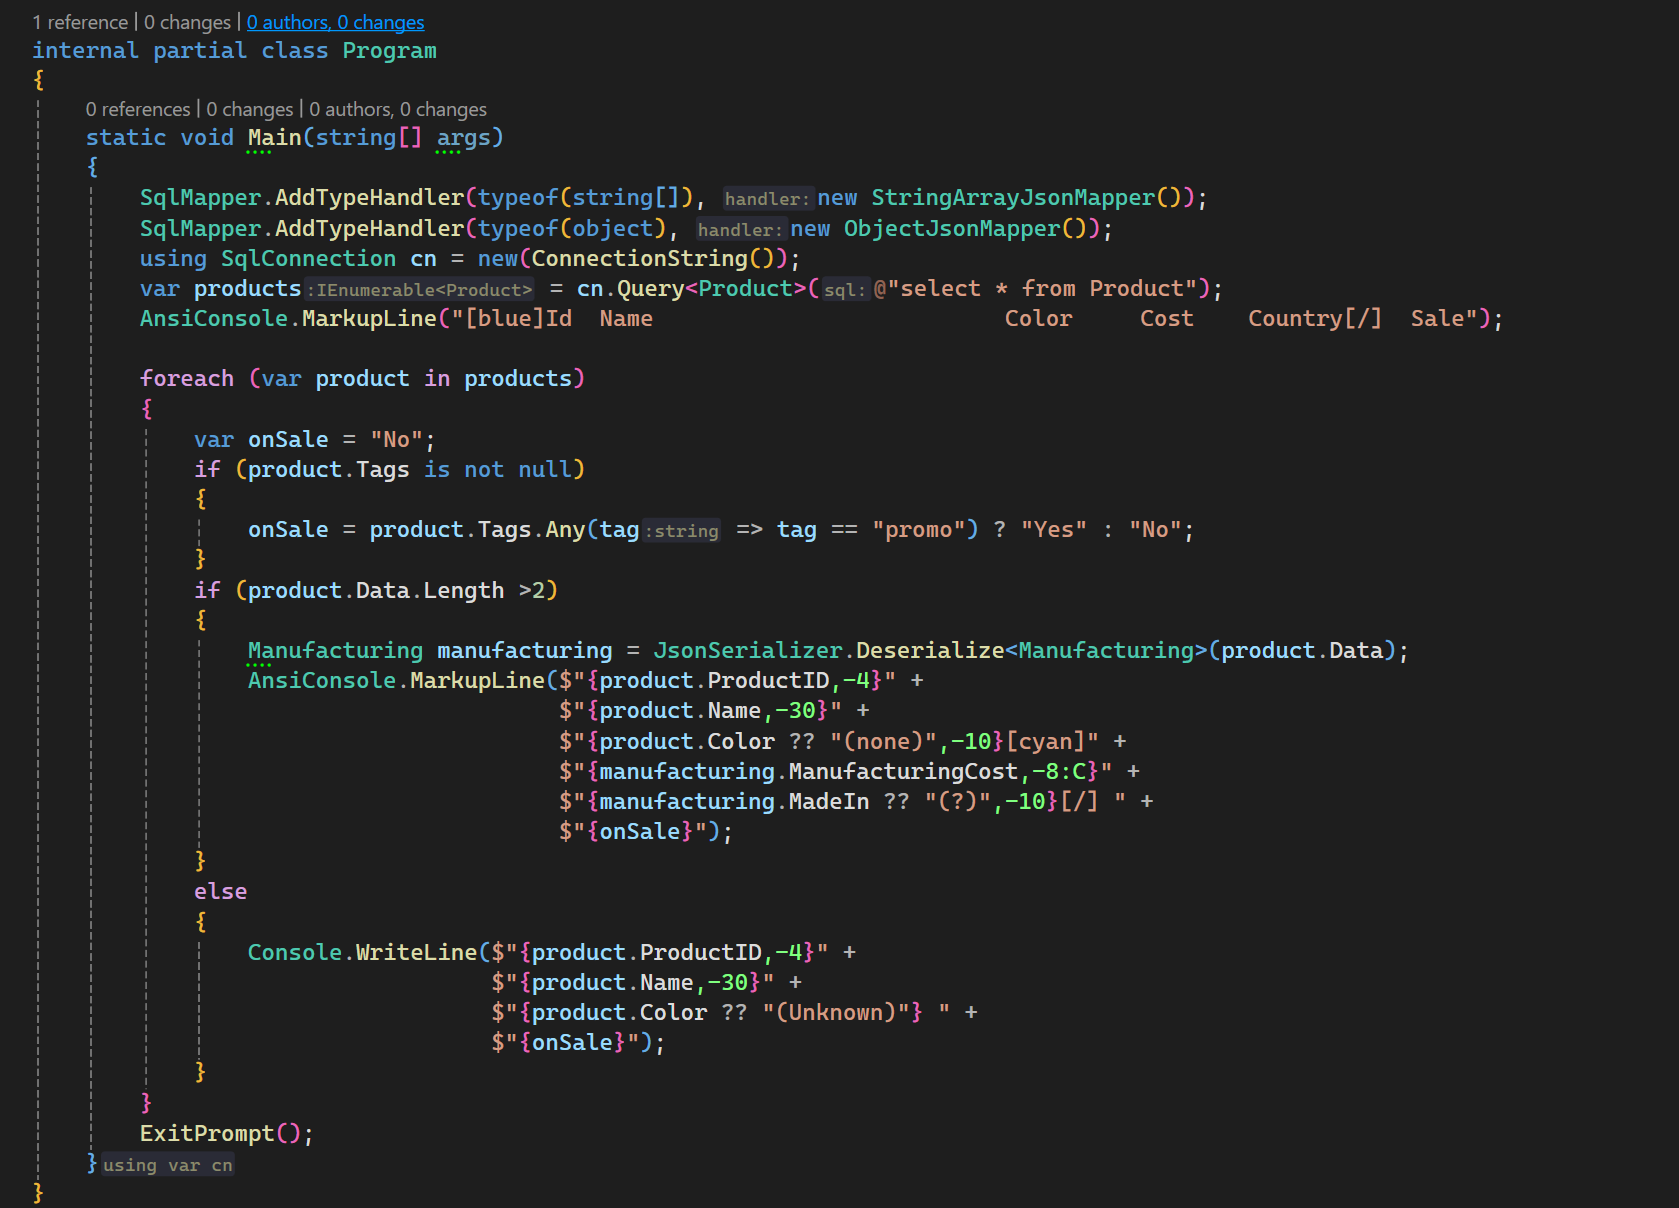 1 reference | 0 changes | 0 authors, 0 changes
internal partial class Program
{
0 references | 0 changes | 0 authors, 0 changes
static void Main(string[] args)
{
SqlMapper.AddTypeHandler(typeof(string[]), handler: new StringArrayJsonMapper());
SqlMapper.AddTypeHandler(typeof(object), handler: new ObjectJsonMapper());
using SqlConnection cn = new(ConnectionString());
var products :IEnumerable<Product> = cn.Query<Product>( sql: @"select * from Product");
AnsiConsole.MarkupLine("[blue]Id  Name                          Color     Cost    Country[/]  Sale");
foreach (var product in products)
{
var onSale = "No";
if (product.Tags is not null)
{
onSale = product.Tags.Any(tag :string => tag == "promo") ? "Yes" : "No";
}
if (product.Data.Length >2)
{
Manufacturing manufacturing = JsonSerializer.Deserialize<Manufacturing>(product.Data);
AnsiConsole.MarkupLine($"{product.ProductID,-4}" +
$"{product.Name,-30}" +
$"{product.Color ?? "(none)",-10}[cyan]" +
$"{manufacturing.ManufacturingCost,-8:C}" +
$"{manufacturing.MadeIn ?? "(?)",-10}[/] " +
$"{onSale}");
}
else
{
Console.WriteLine($"{product.ProductID,-4}" +
$"{product.Name,-30}" +
$"{product.Color ?? "(Unknown)"} " +
$"{onSale}");
}
}
ExitPrompt();
} using var cn
}